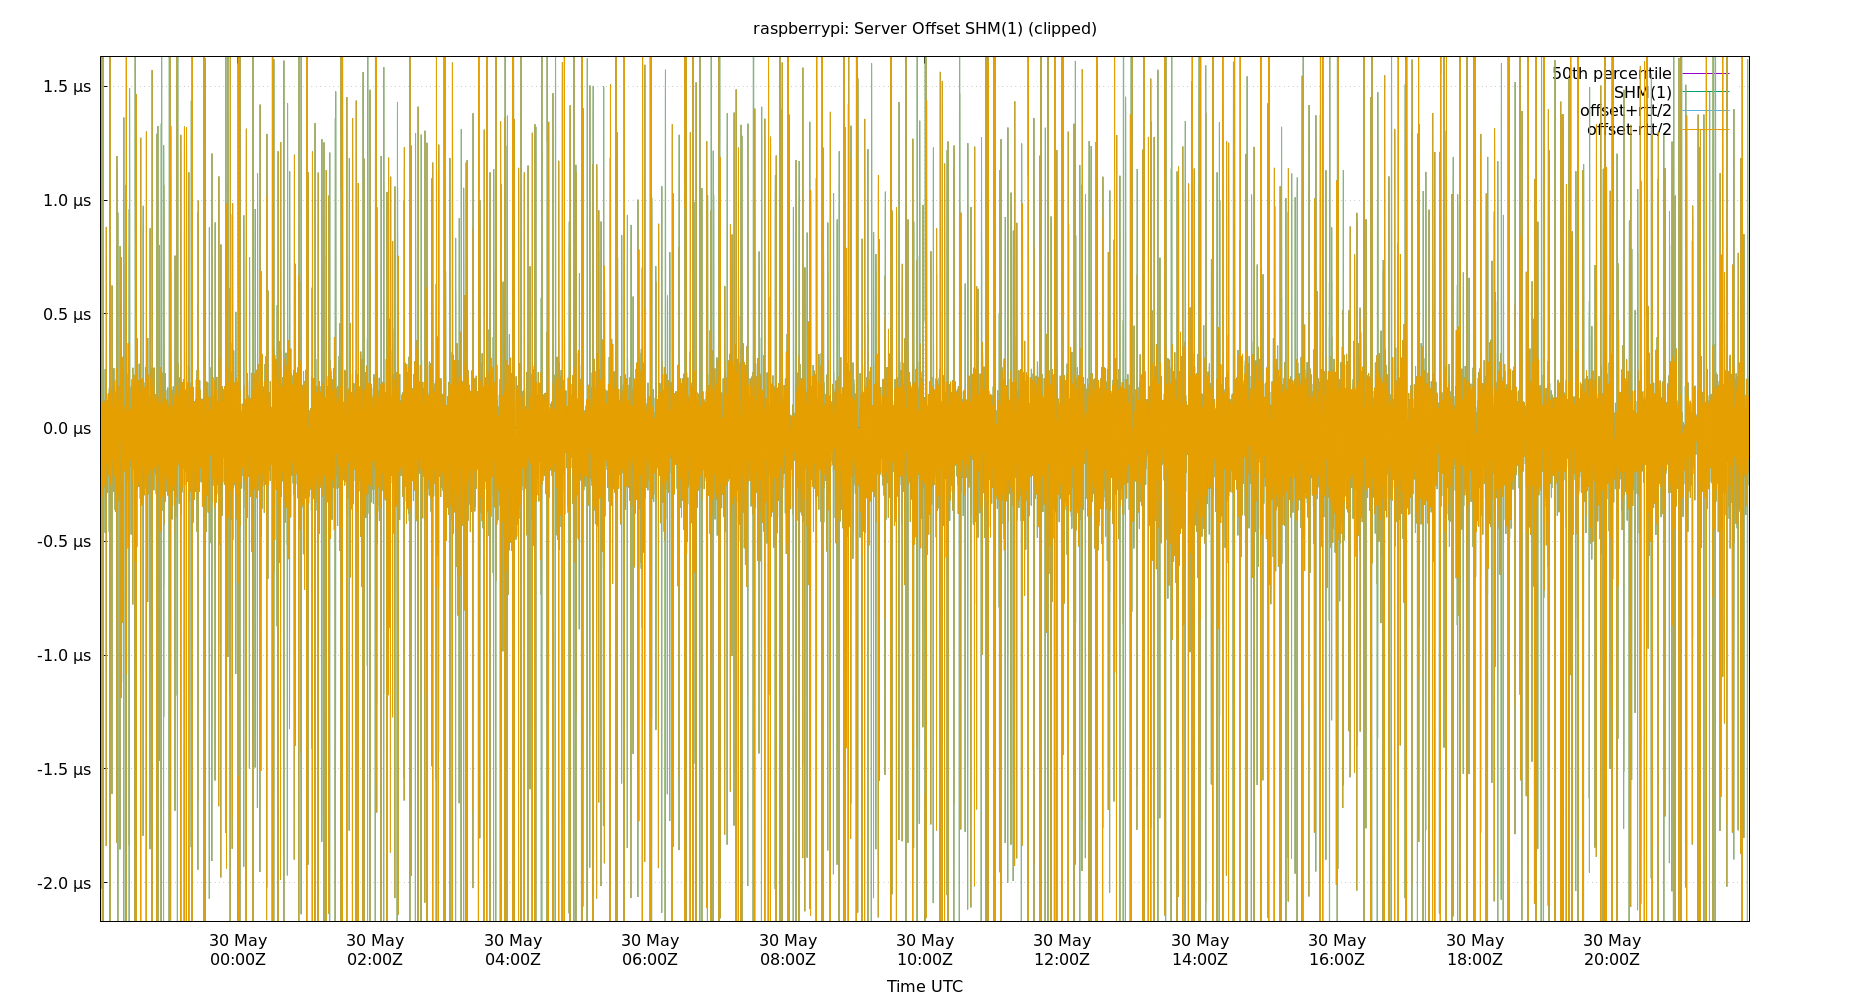 raspberrypi: Server Offset SHM(1) (clipped)
50th percentile
SHM(1)
offset+rtt/2
offset-rtt/2
1.5 µs
1.0 µs
0.5 µs
0.0 µs
-0.5 µs
-1.0 µs
-1.5 µs
-2.0 µs
30 May 30 May 30 May 30 May 30 May 30 May 30 May 30 May 30 May 30 May 30 May
00:00Z 02:00Z 04:00Z 06:00Z 08:00Z 10:00Z 12:00Z 14:00Z 16:00Z 18:00Z 20:00Z
Time UTC